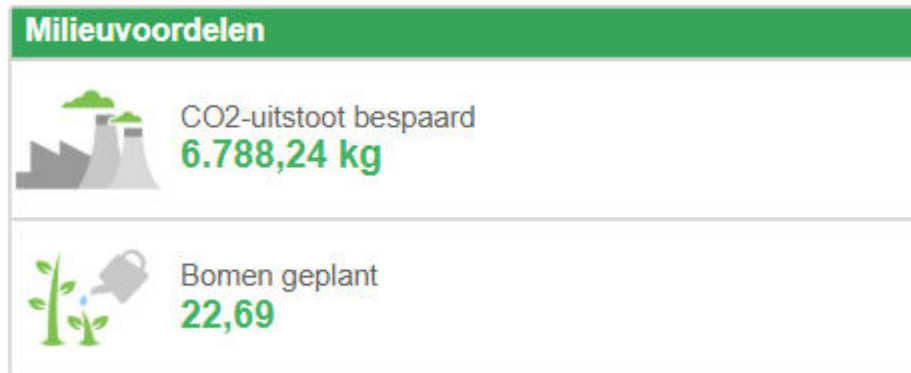 Milieuvoordelen
CO2-uitstoot bespaard
6.788,24 kg
Bomen geplant
22,69